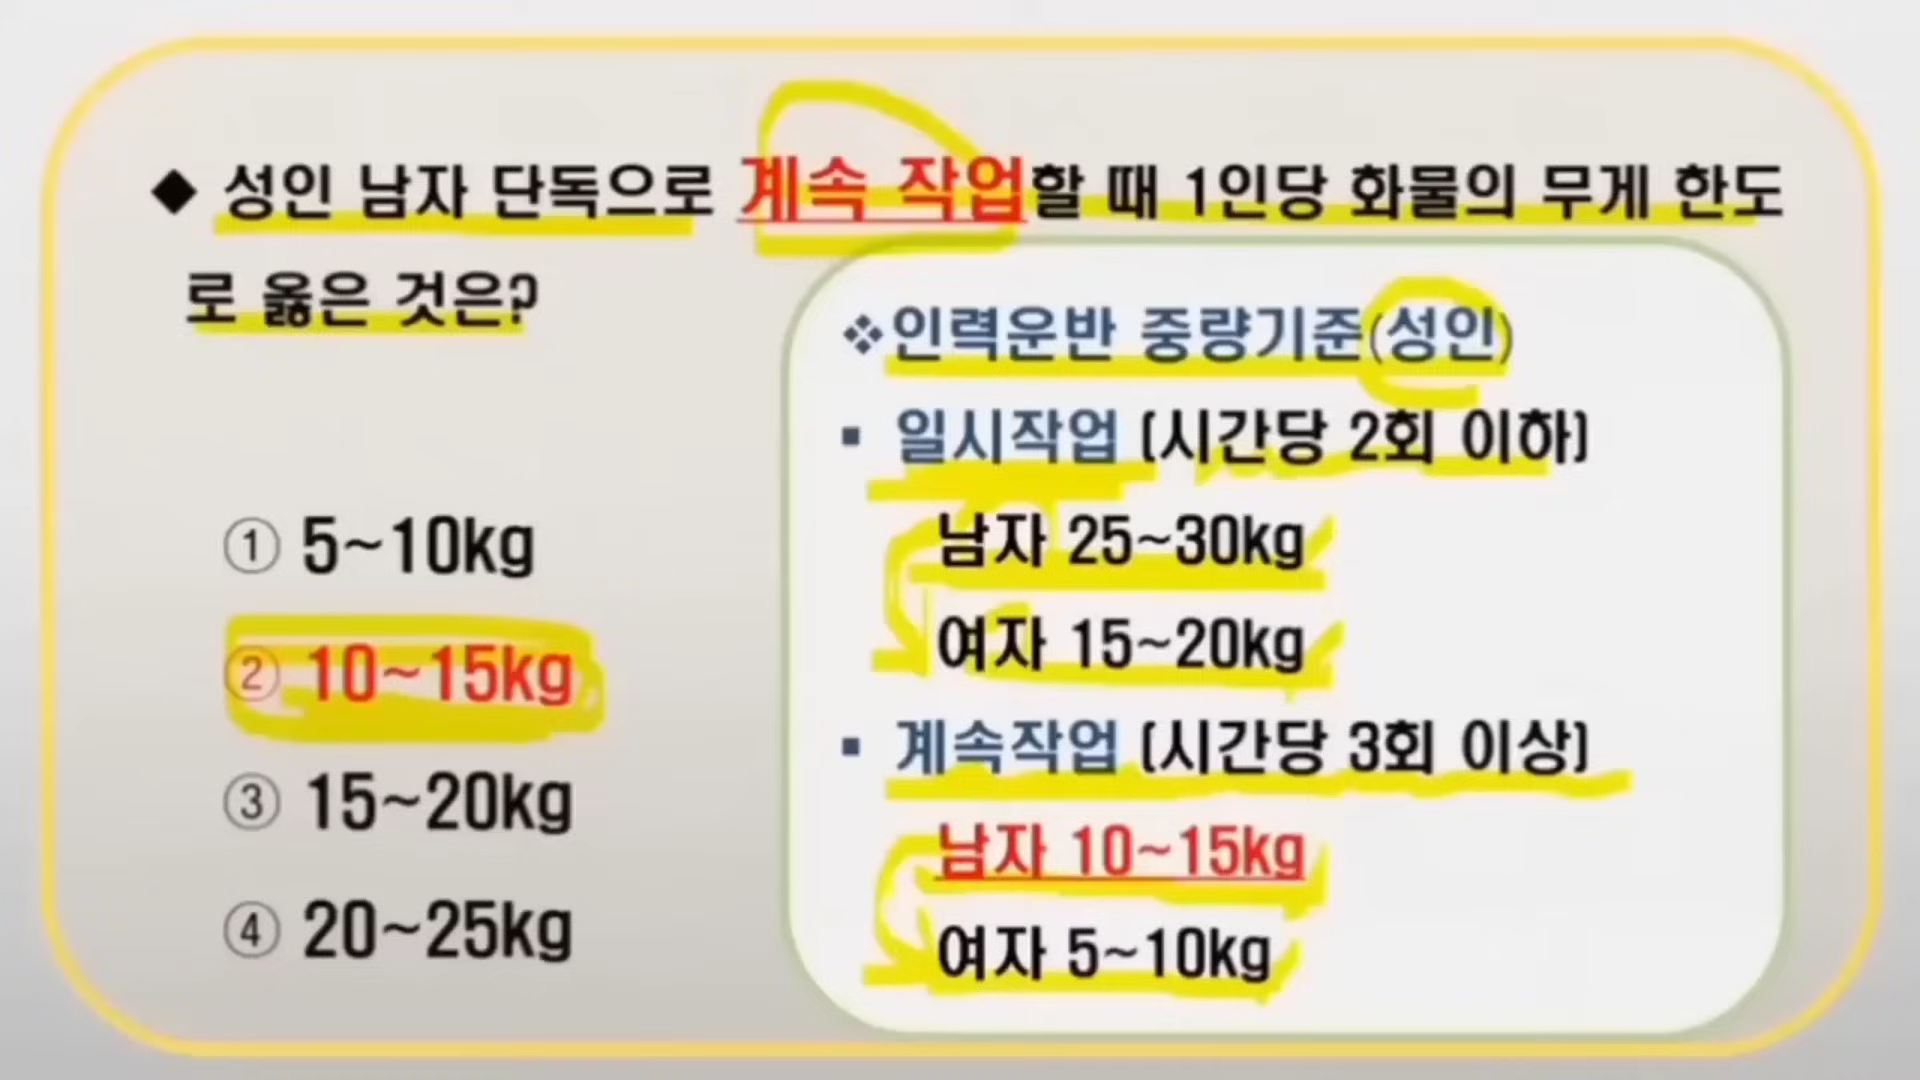 ◆ 성인 남자 단독으로 계속 작업할 때 1인당 화물의 무게 한도
로 옳은 것은?
① 5~10kg
② 10~15kg
③ 15~20kg
④ 20~25kg
❖인력운반 중량기준(성인)
▪ 일시작업 (시간당 2회 이하)
남자 25~30kg
여자 15~20kg
▪ 계속작업 (시간당 3회 이상)
남자 10~15kg
여자 5~10kg